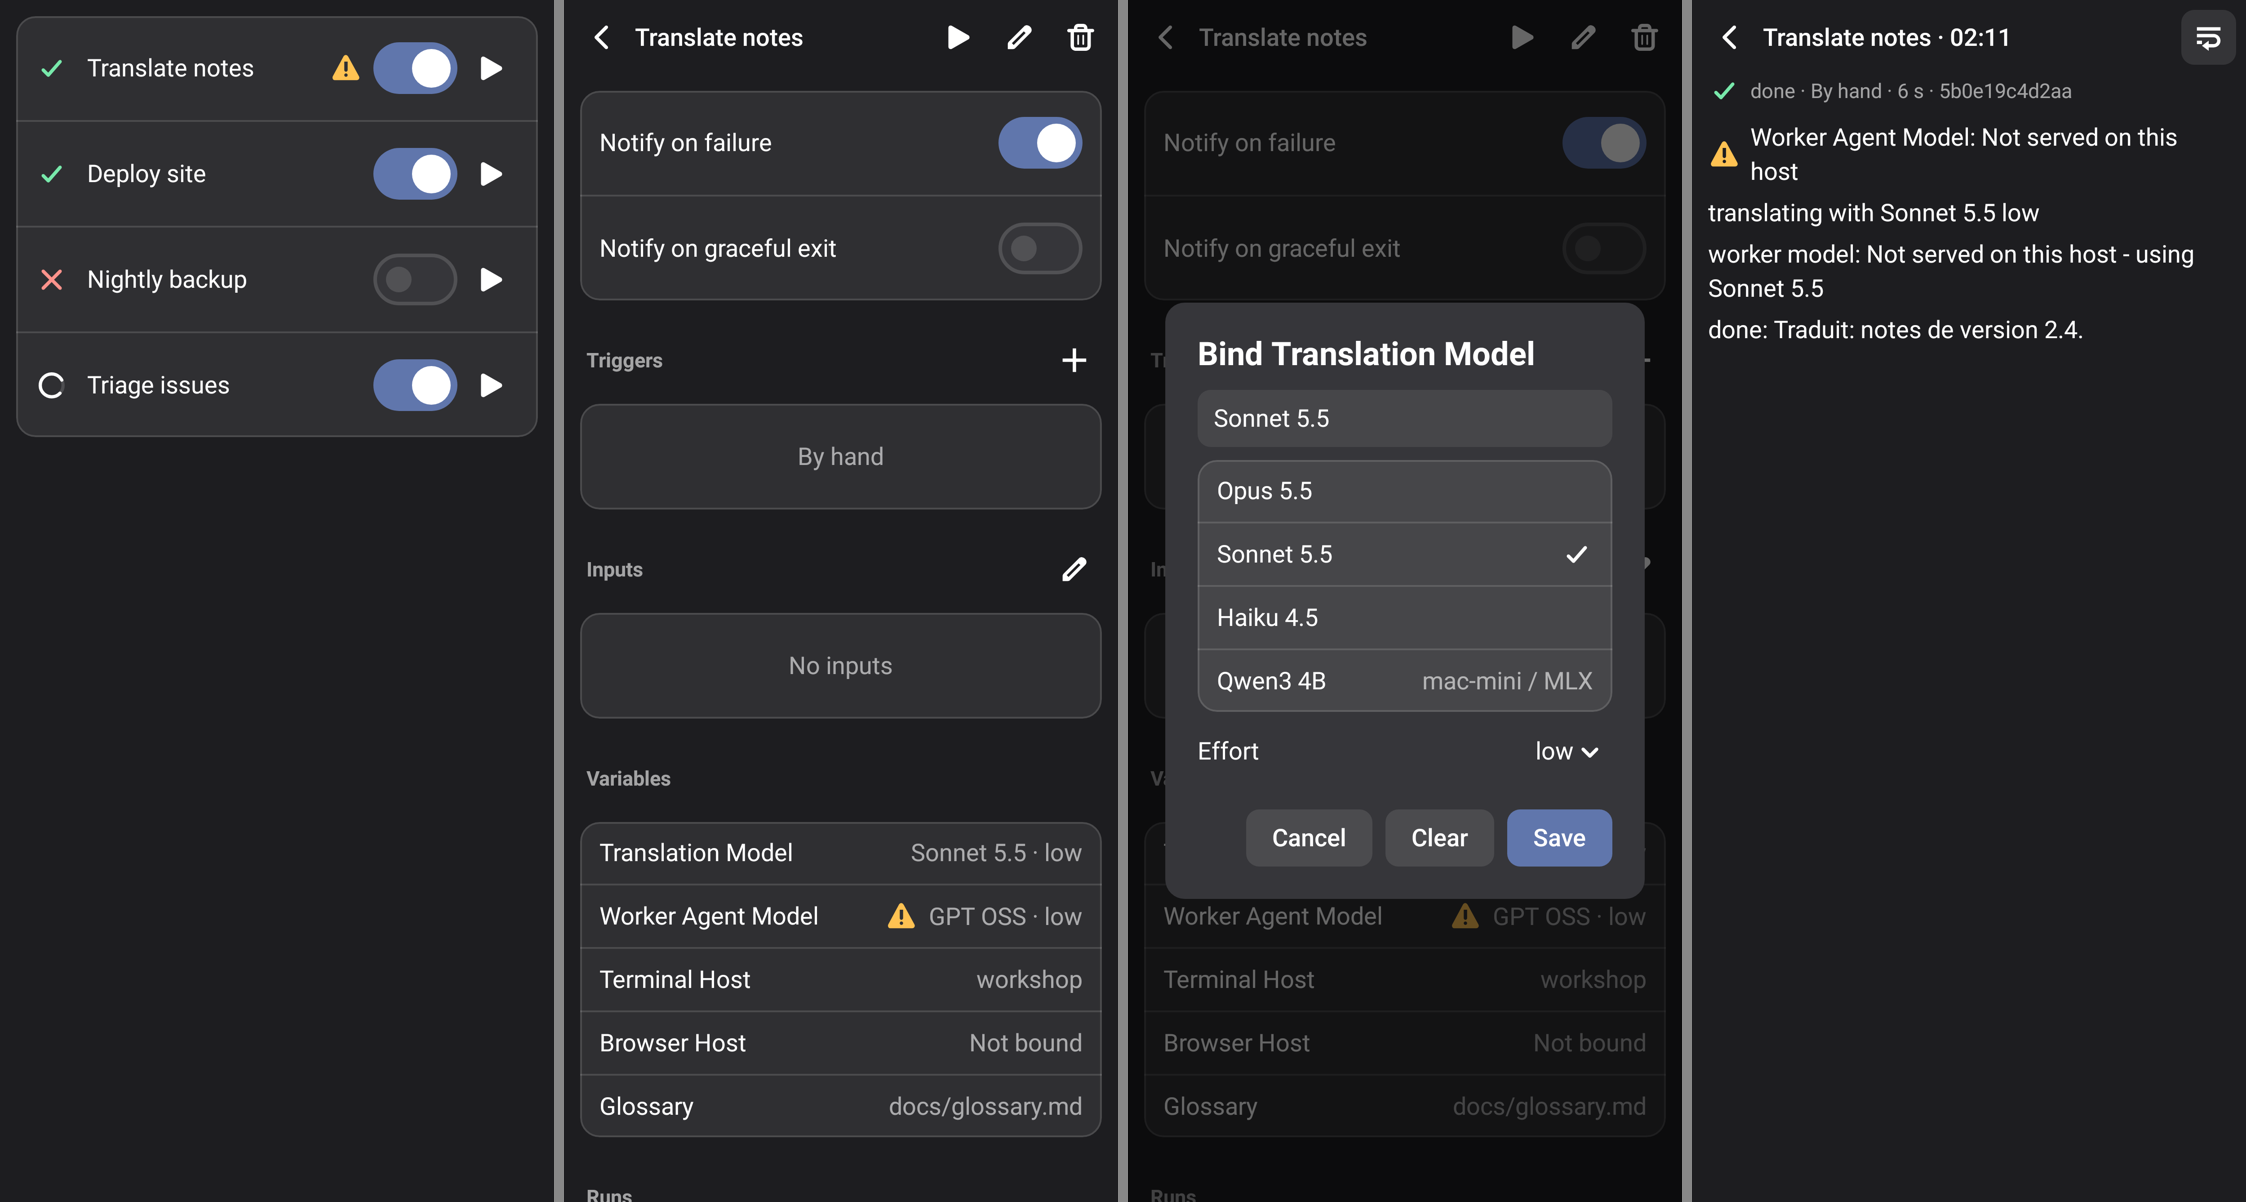 Translate notes
Deploy site
Nightly backup
Triage issues
Translate notes
Notify on failure
Notify on graceful exit
Triggers
By hand
Inputs
No inputs
Variables
Translation Model Sonnet 5.5 · low
Worker Agent Model GPT OSS · low
Terminal Host workshop
Browser Host Not bound
Glossary docs/glossary.md
Runs
Translate notes
Notify on failure
Notify on graceful exit
Bind Translation Model
Sonnet 5.5
Opus 5.5
Sonnet 5.5
Haiku 4.5
Qwen3 4B mac-mini / MLX
Effort low
Cancel Clear Save
Worker Agent Model GPT OSS · low
Terminal Host workshop
Browser Host Not bound
Glossary docs/glossary.md
Runs
Translate notes · 02:11
done · By hand · 6 s · 5b0e19c4d2aa
Worker Agent Model: Not served on this
host
translating with Sonnet 5.5 low
worker model: Not served on this host - using
Sonnet 5.5
done: Traduit: notes de version 2.4.